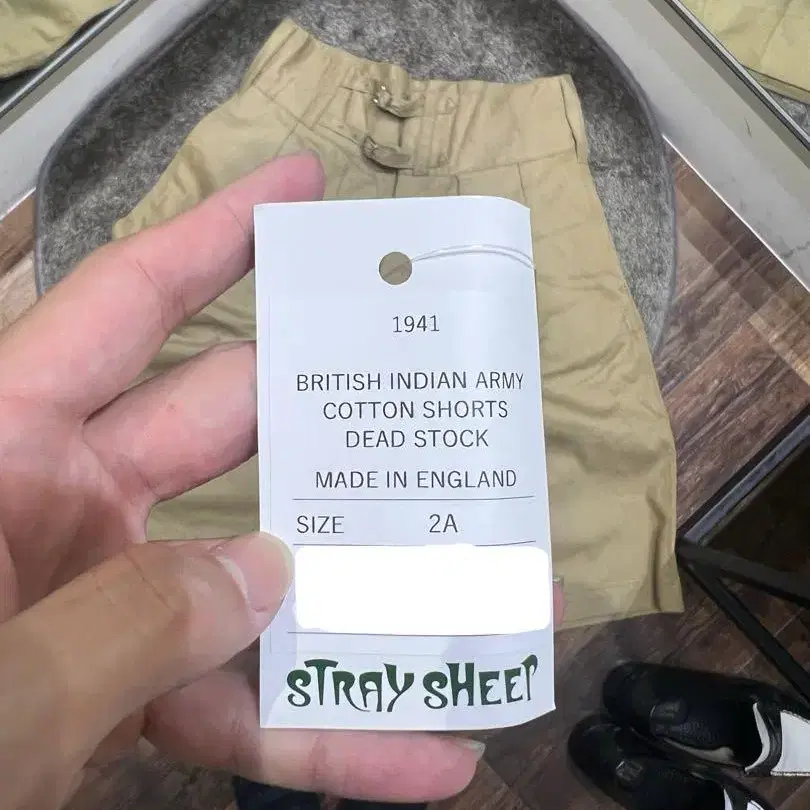 1941
BRITISH INDIAN ARMY
COTTON SHORTS
DEAD STOCK
MADE IN ENGLAND
SIZE 2A
STRAY SHEEP